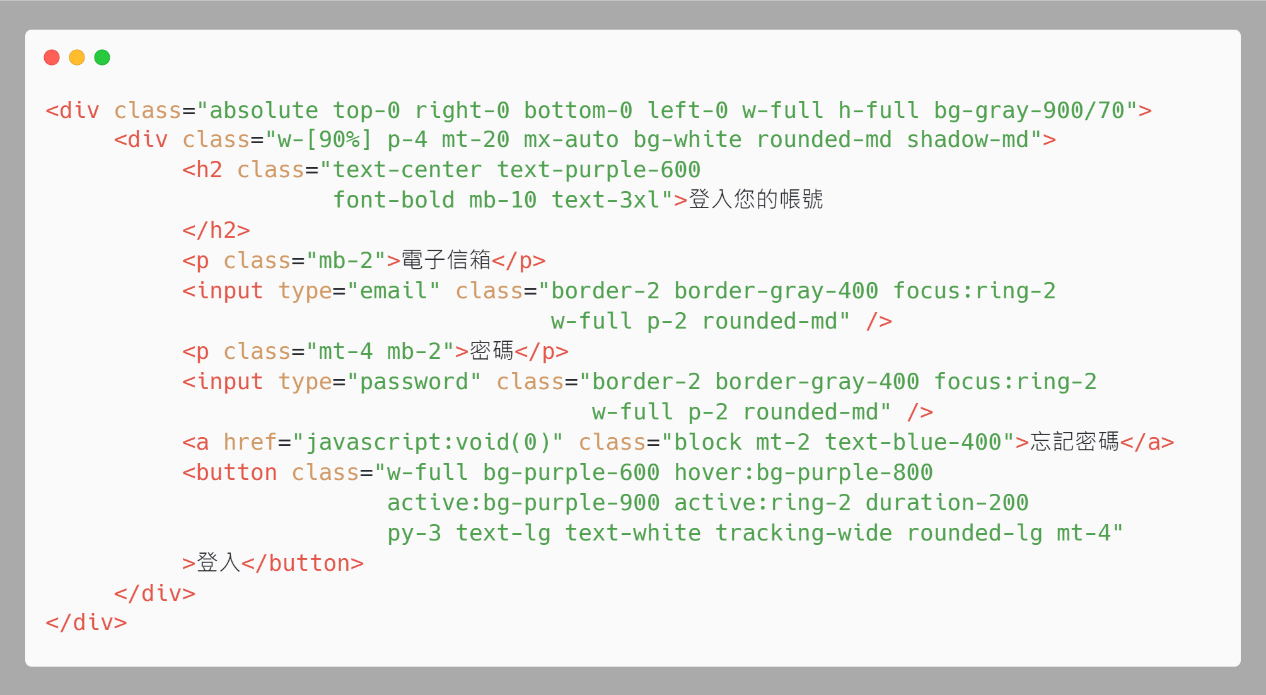 <div class="absolute top-0 right-0 bottom-0 left-0 w-full h-full bg-gray-900/70">
<div class="w-[90%] p-4 mt-20 mx-auto bg-white rounded-md shadow-md">
<h2 class="text-center text-purple-600
font-bold mb-10 text-3xl">登入您的帳號
</h2>
<p class="mb-2">電子信箱</p>
<input type="email" class="border-2 border-gray-400 focus:ring-2
w-full p-2 rounded-md" />
<p class="mt-4 mb-2">密碼</p>
<input type="password" class="border-2 border-gray-400 focus:ring-2
w-full p-2 rounded-md" />
<a href="javascript:void(0)" class="block mt-2 text-blue-400">忘記密碼</a>
<button class="w-full bg-purple-600 hover:bg-purple-800
active:bg-purple-900 active:ring-2 duration-200
py-3 text-lg text-white tracking-wide rounded-lg mt-4"
>登入</button>
</div>
</div>